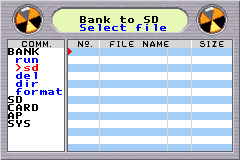 Bank to SD
Select file
COMM. No. FILE NAME SIZE
BANK
run
>sd
del
dir
format
SD
CARD
AP
SYS